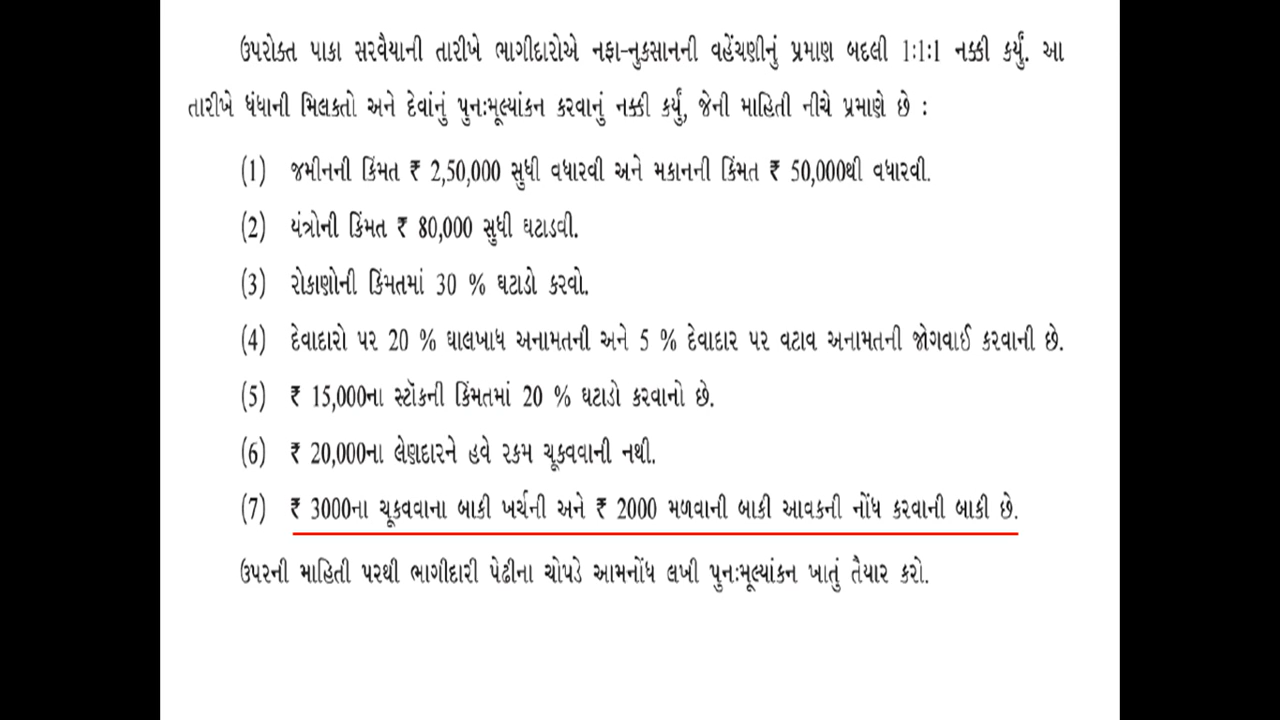 ઉપરોક્ત પાકા સરવૈયાની તારીખે ભાગીદારોએ નફા-નુકસાનની વહેંચણીનું પ્રમાણ બદલી 1:1:1 નક્કી કર્યું. આ
તારીખે ધંધાની મિલકતો અને દેવાંનું પુનઃમૂલ્યાંકન કરવાનું નક્કી કર્યું, જેની માહિતી નીચે પ્રમાણે છે :
(1) જમીનની કિંમત ₹ 2,50,000 સુધી વધારવી અને મકાનની કિંમત ₹ 50,000થી વધારવી.
(2) યંત્રોની કિંમત ₹ 80,000 સુધી ઘટાડવી.
(3) રોકાણોની કિંમતમાં 30 % ઘટાડો કરવો.
(4) દેવાદારો પર 20 % ઘાલખાધ અનામતની અને 5 % દેવાદાર પર વટાવ અનામતની જોગવાઈ કરવાની છે.
(5) ₹ 15,000ના સ્ટૉકની કિંમતમાં 20 % ઘટાડો કરવાનો છે.
(6) ₹ 20,000ના લેણદારને હવે રકમ ચૂકવવાની નથી.
(7) ₹ 3000ના ચૂકવવાના બાકી ખર્ચની અને ₹ 2000 મળવાની બાકી આવકની નોંધ કરવાની બાકી છે.
ઉપરની માહિતી પરથી ભાગીદારી પેઢીના ચોપડે આમનોંધ લખી પુનઃમૂલ્યાંકન ખાતું તૈયાર કરો.